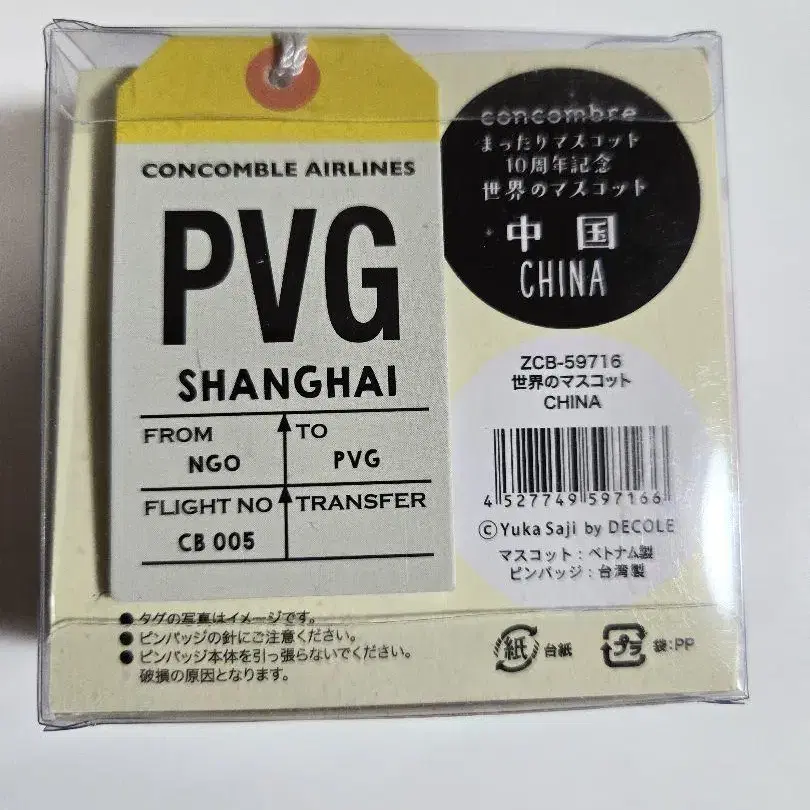 CONCOMBLE AIRLINES
PVG
SHANGHAI
FROM
NGO
TO
PVG
FLIGHT NO
CB 005
TRANSFER
concombre
まったりマスコット
10周年記念
世界のマスコット
中国
CHINA
ZCB-59716
世界のマスコット
CHINA
4 527749 597166
©Yuka Saji by DECOLE
マスコット:ベトナム製
ピンバッジ:台湾製
●タグの写真はイメージです。
●ピンバッジの針にご注意ください。
●ピンバッジ本体を引っ張らないでください。
破損の原因となります。
紙 台紙
プラ 袋:PP